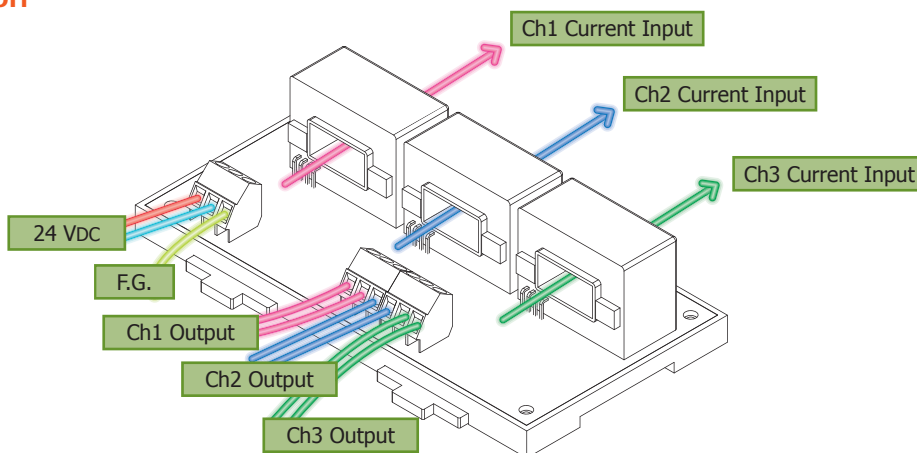 Ch1 Current Input
Ch2 Current Input
Ch3 Current Input
24 VDC
F.G.
Ch1 Output
Ch2 Output
Ch3 Output